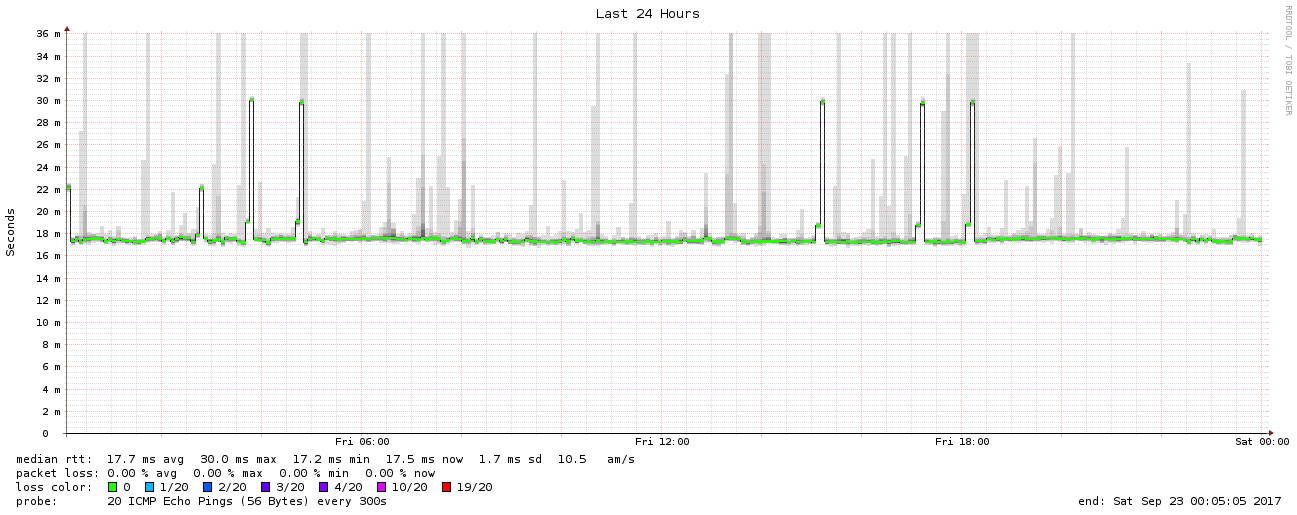 Last 24 Hours
RRDTOOL / TOBI OETIKER
Seconds
36 m
34 m
32 m
30 m
28 m
26 m
24 m
22 m
20 m
18 m
16 m
14 m
12 m
10 m
8 m
6 m
4 m
2 m
0
Fri 06:00 Fri 12:00 Fri 18:00 Sat 00:00
median rtt: 17.7 ms avg 30.0 ms max 17.2 ms min 17.5 ms now 1.7 ms sd 10.5 am/s
packet loss: 0.00 % avg 0.00 % max 0.00 % min 0.00 % now
loss color: 0 1/20 2/20 3/20 4/20 10/20 19/20
probe: 20 ICMP Echo Pings (56 Bytes) every 300s end: Sat Sep 23 00:05:05 2017